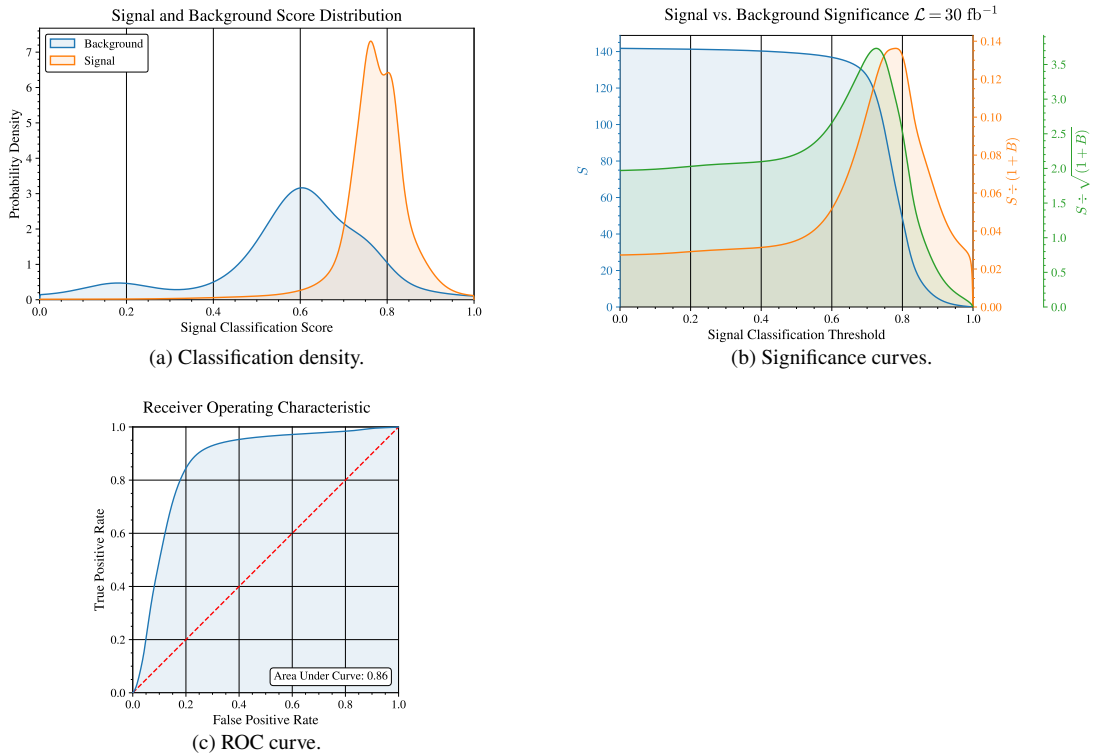 Signal and Background Score Distribution
Background
Signal
7
6
5
4
3
2
1
0
Probability Density
0.0 0.2 0.4 0.6 0.8 1.0
Signal Classification Score
(a) Classification density.
Signal vs. Background Significance 𝓛 = 30 fb⁻¹
140
120
100
80
60
40
20
0
S
0.14
0.12
0.10
0.08
0.06
0.04
0.02
0.00
S ÷ (1 + B)
3.5
3.0
2.5
2.0
1.5
1.0
0.5
0.0
S ÷ √(1 + B)
0.0 0.2 0.4 0.6 0.8 1.0
Signal Classification Threshold
(b) Significance curves.
Receiver Operating Characteristic
1.0
0.8
0.6
0.4
0.2
0.0
True Positive Rate
Area Under Curve: 0.86
0.0 0.2 0.4 0.6 0.8 1.0
False Positive Rate
(c) ROC curve.